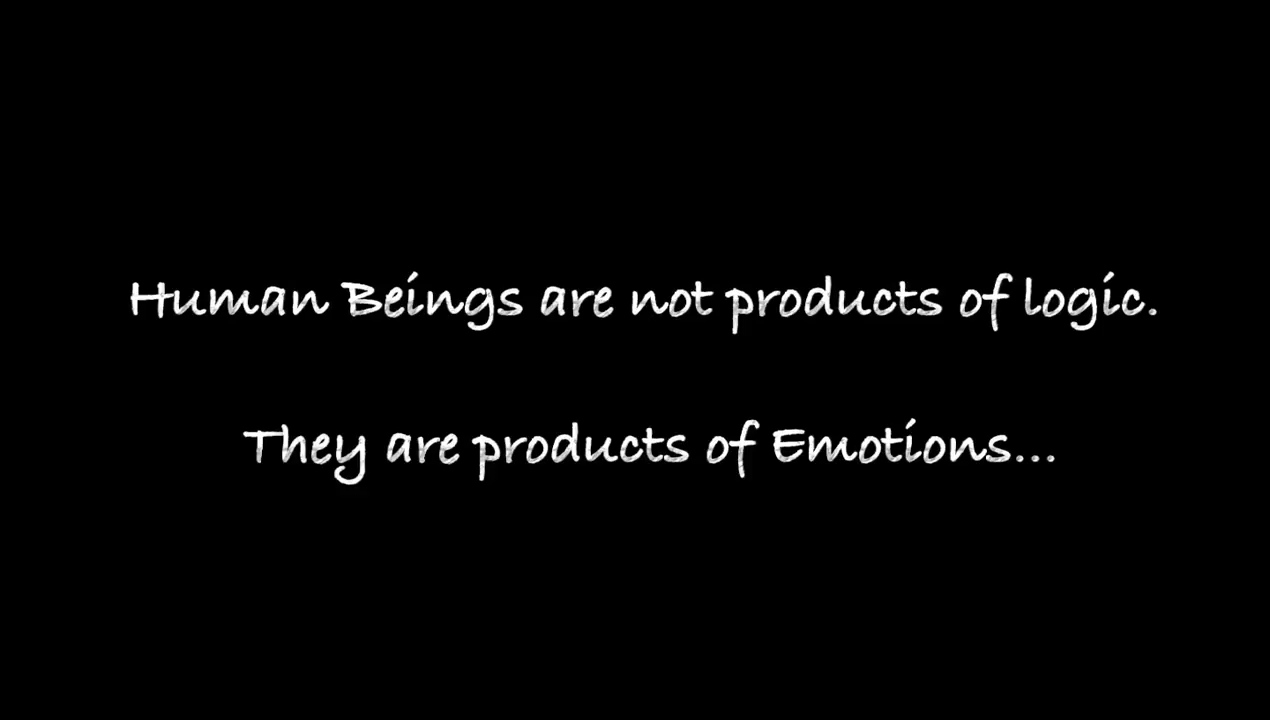 Human Beings are not products of logic.
They are products of Emotions...